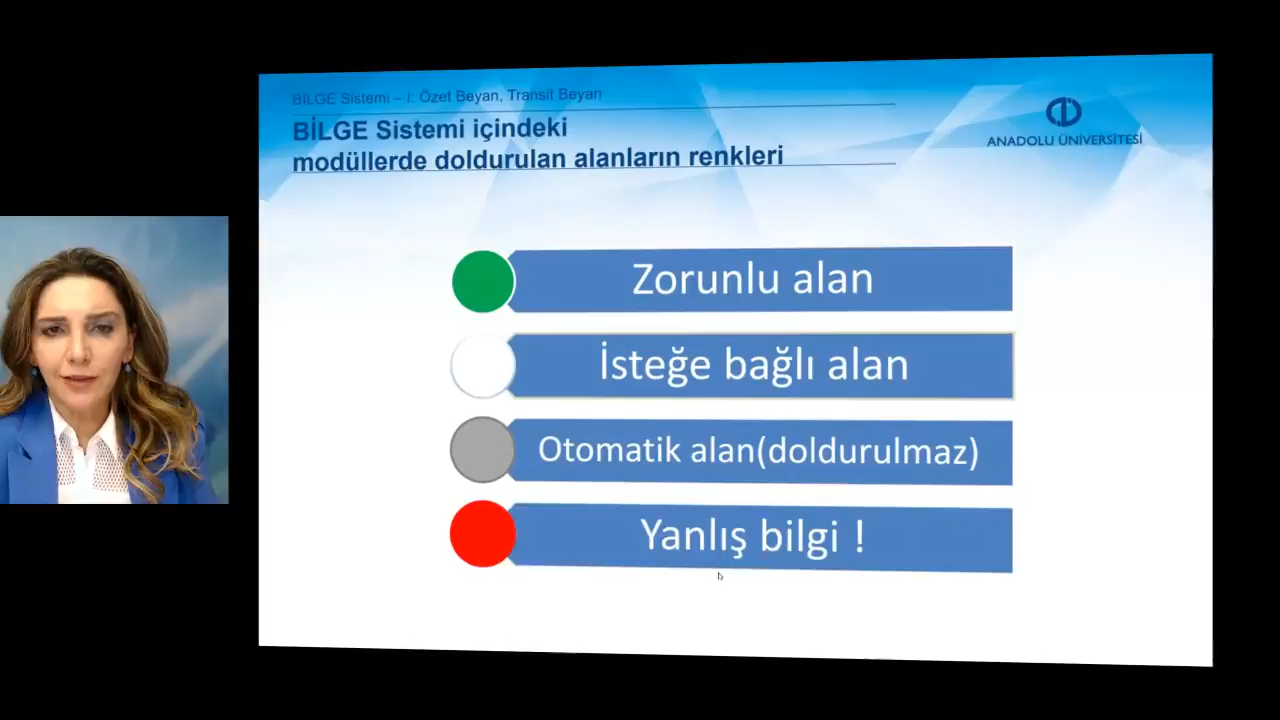 BİLGE Sistemi – I: Özet Beyan, Transit Beyan
BİLGE Sistemi içindeki
modüllerde doldurulan alanların renkleri
ANADOLU ÜNİVERSİTESİ
Zorunlu alan
İsteğe bağlı alan
Otomatik alan(doldurulmaz)
Yanlış bilgi !